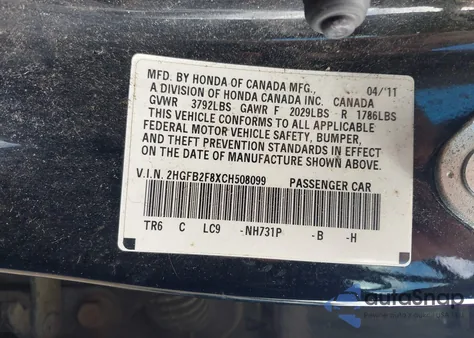 MFD. BY HONDA OF CANADA MFG., 04/'11
A DIVISION OF HONDA CANADA INC. CANADA
GVWR 3792LBS GAWR F 2029LBS R 1786LBS
THIS VEHICLE CONFORMS TO ALL APPLICABLE
FEDERAL MOTOR VEHICLE SAFETY, BUMPER,
AND THEFT PREVENTION STANDARDS IN
EFFECT ON THE DATE OF MANUFACTURE
SHOWN ABOVE.
V.I.N. 2HGFB2F8XCH508099 PASSENGER CAR
TR6 C LC9 -NH731P -B -H
autoSnap